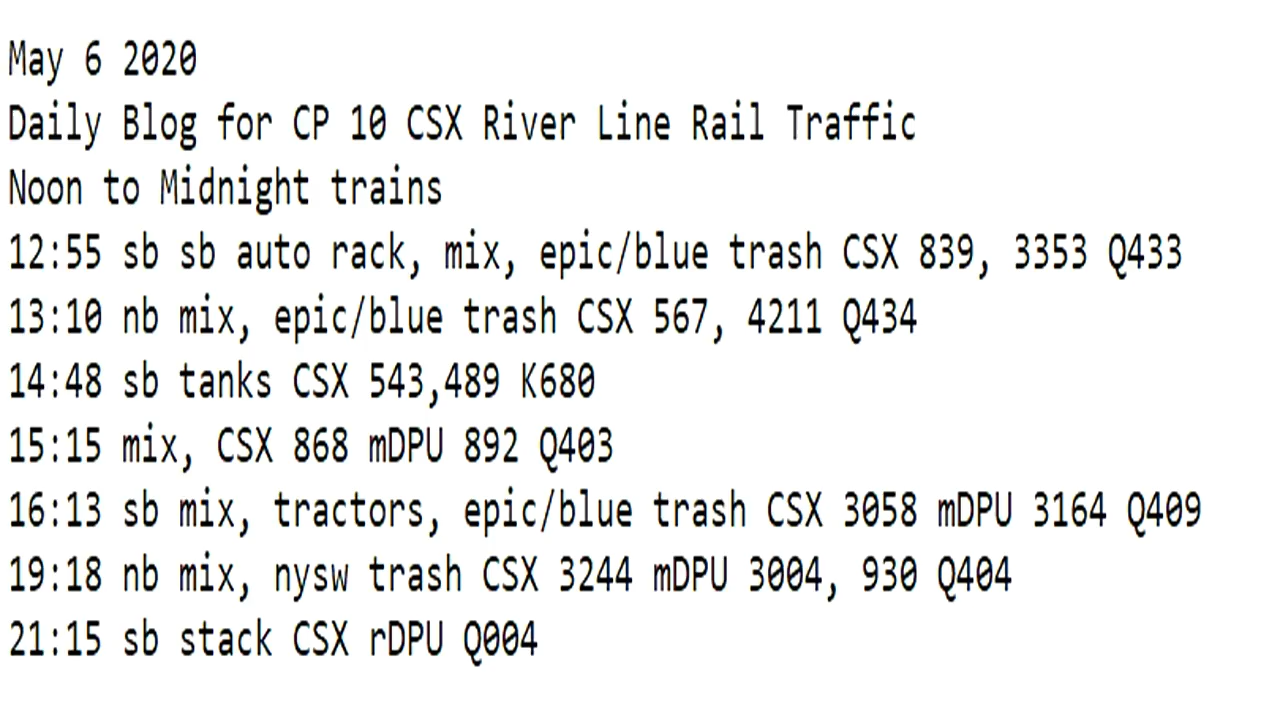 May 6 2020
Daily Blog for CP 10 CSX River Line Rail Traffic
Noon to Midnight trains
12:55 sb sb auto rack, mix, epic/blue trash CSX 839, 3353 Q433
13:10 nb mix, epic/blue trash CSX 567, 4211 Q434
14:48 sb tanks CSX 543,489 K680
15:15 mix, CSX 868 mDPU 892 Q403
16:13 sb mix, tractors, epic/blue trash CSX 3058 mDPU 3164 Q409
19:18 nb mix, nysw trash CSX 3244 mDPU 3004, 930 Q404
21:15 sb stack CSX rDPU Q004